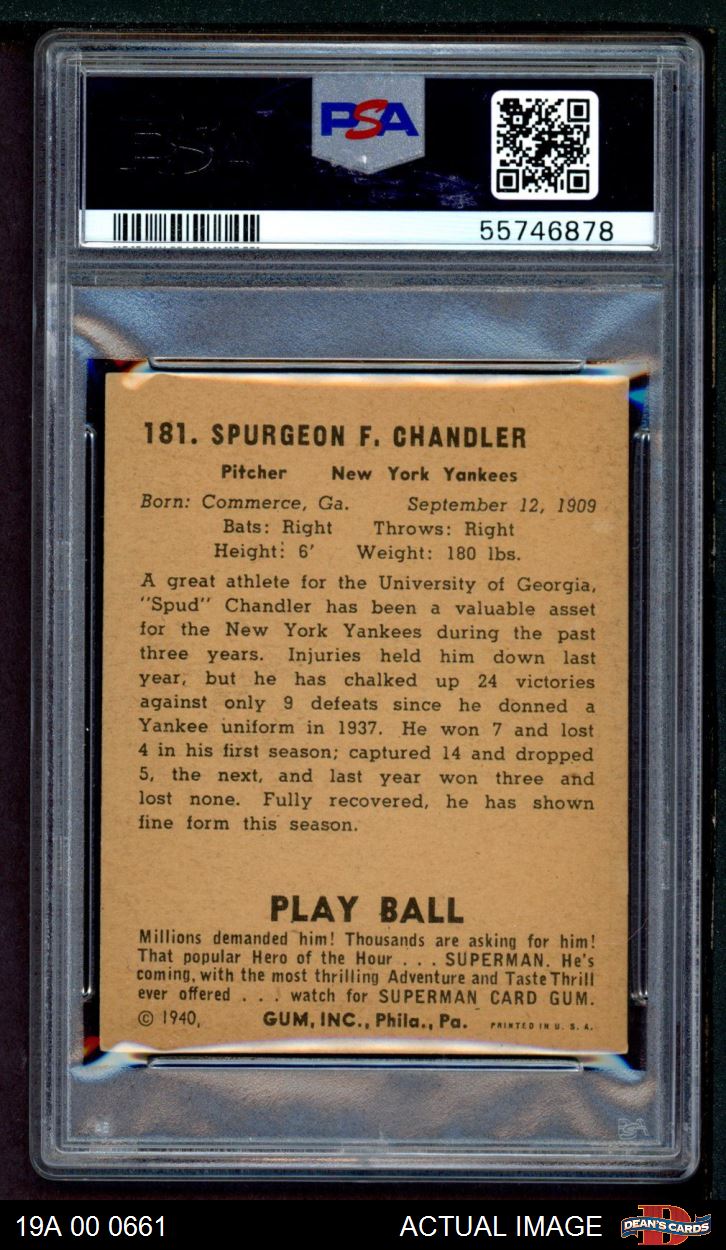 PSA
55746878
181. SPURGEON F. CHANDLER
Pitcher New York Yankees
Born: Commerce, Ga. September 12, 1909
Bats: Right Throws: Right
Height: 6' Weight: 180 lbs.
A great athlete for the University of Georgia,
"Spud" Chandler has been a valuable asset
for the New York Yankees during the past
three years. Injuries held him down last
year, but he has chalked up 24 victories
against only 9 defeats since he donned a
Yankee uniform in 1937. He won 7 and lost
4 in his first season; captured 14 and dropped
5, the next, and last year won three and
lost none. Fully recovered, he has shown
fine form this season.
PLAY BALL
Millions demanded him! Thousands are asking for him!
That popular Hero of the Hour . . . SUPERMAN. He's
coming, with the most thrilling Adventure and Taste Thrill
ever offered . . . watch for SUPERMAN CARD GUM.
© 1940, GUM, INC., Phila., Pa. PRINTED IN U. S. A.
19A 00 0661 ACTUAL IMAGE DEAN'S CARDS